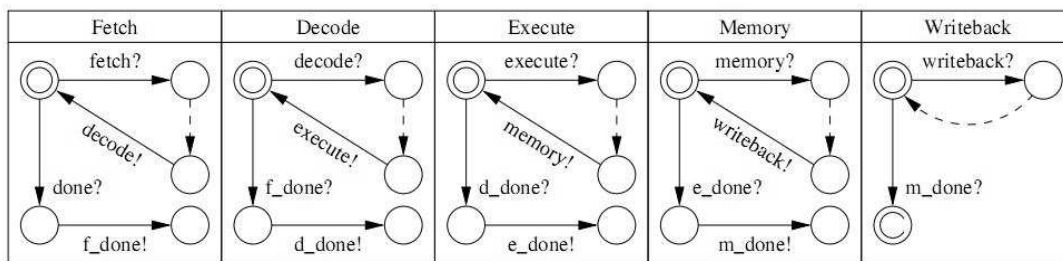 Fetch Decode Execute Memory Writeback
fetch? decode? execute? memory? writeback?
decode! execute! memory! writeback!
done? f_done? d_done? e_done? m_done?
f_done! d_done! e_done! m_done!